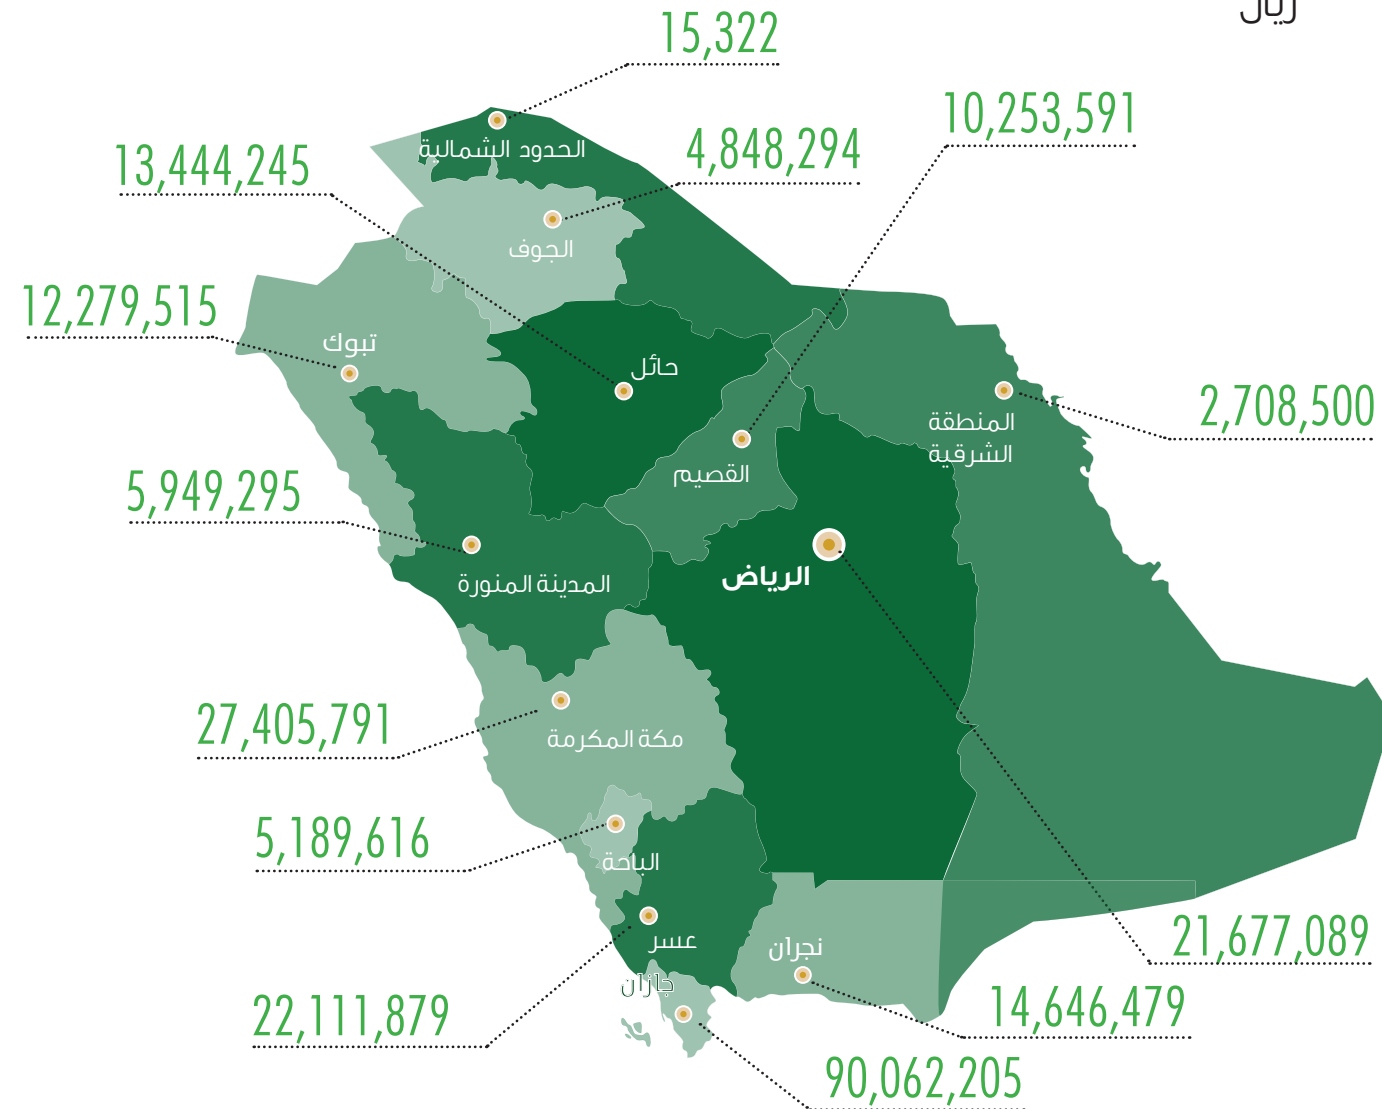 ريال
15,322
10,253,591
4,848,294
13,444,245
الحدود الشمالية
الجوف
12,279,515
تبوك
حائل
2,708,500
المنطقة
الشرقية
القصيم
5,949,295
المدينة المنورة
الرياض
27,405,791
مكة المكرمة
5,189,616
الباحة
21,677,089
عسر
نجران
جازان
22,111,879
14,646,479
90,062,205